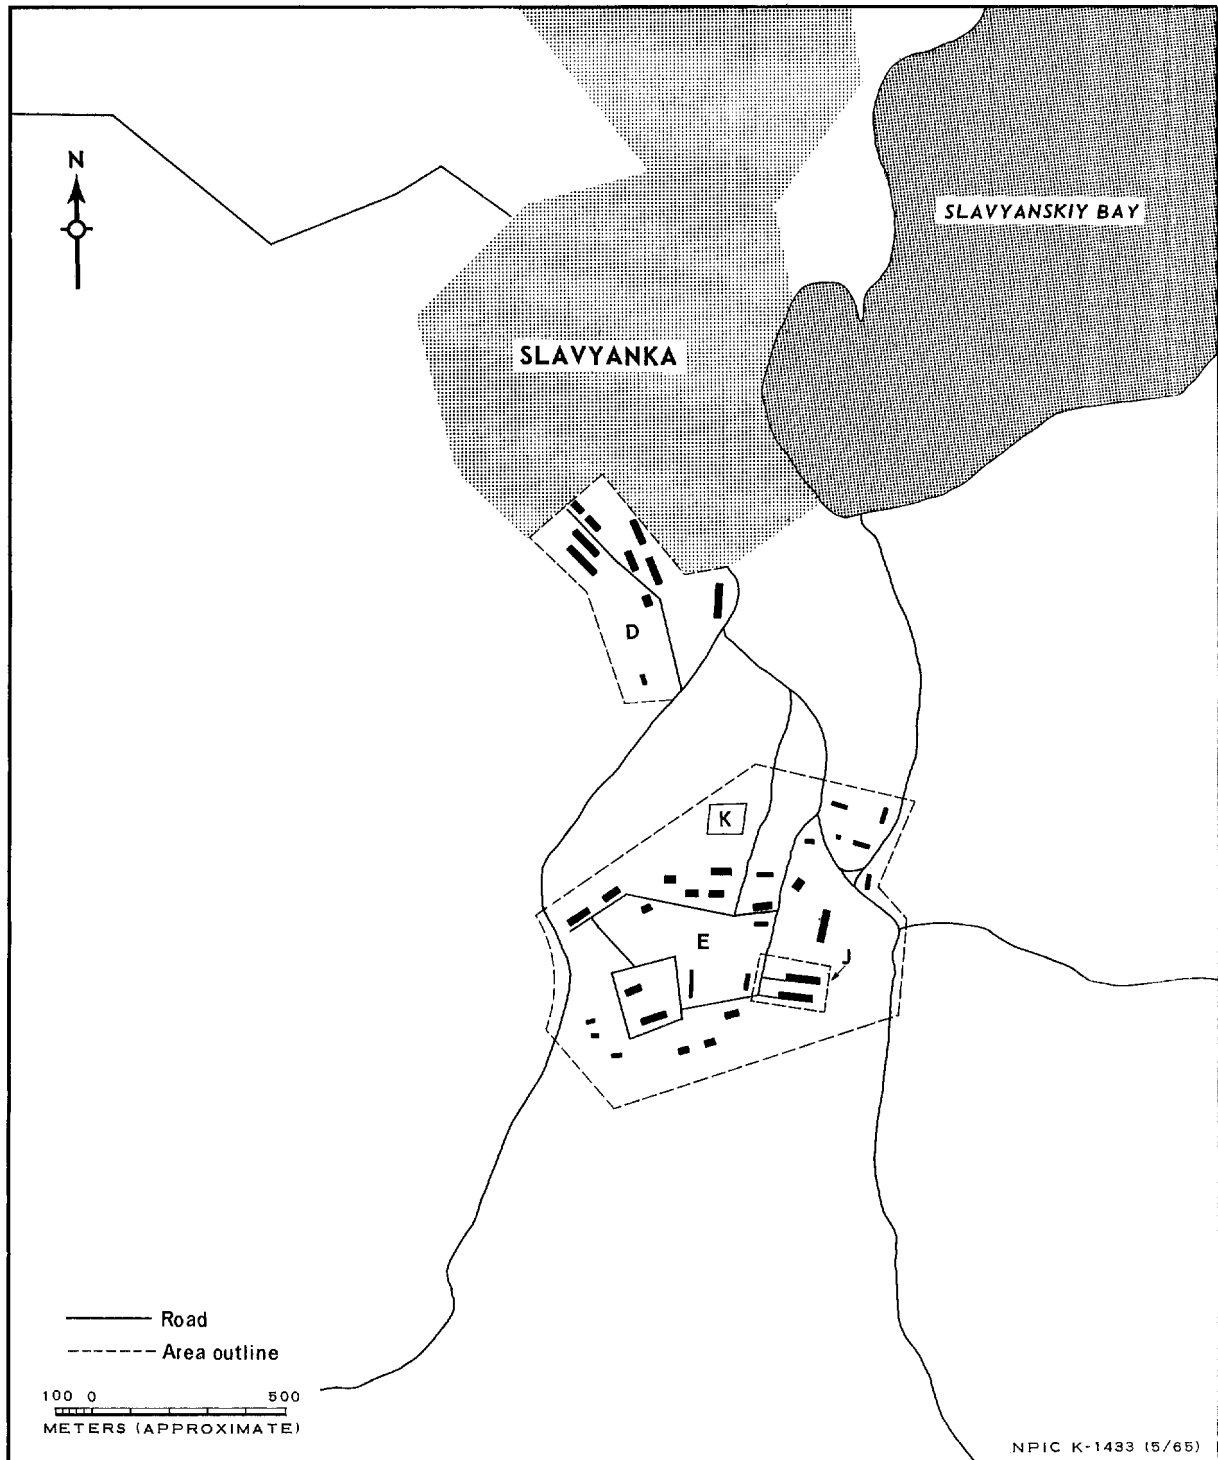 N
SLAVYANSKIY BAY
SLAVYANKA
D
K
E
J
Road
Area outline
100 0 500
METERS (APPROXIMATE)
NPIC K-1433 (5/65)